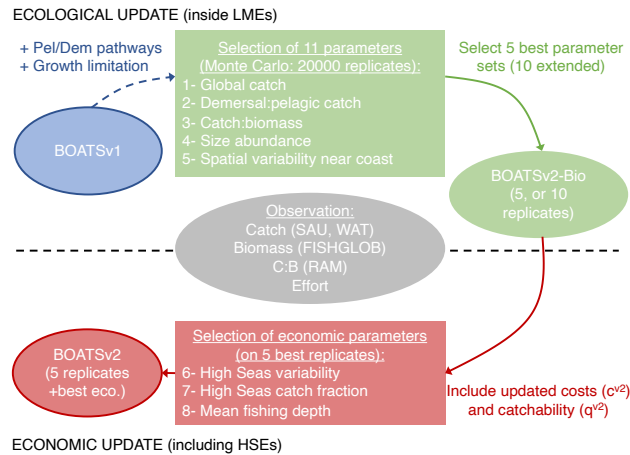 ECOLOGICAL UPDATE (inside LMEs)
+ Pel/Dem pathways
+ Growth limitation
BOATSv1
Selection of 11 parameters
(Monte Carlo: 20000 replicates):
1- Global catch
2- Demersal:pelagic catch
3- Catch:biomass
4- Size abundance
5- Spatial variability near coast
Select 5 best parameter
sets (10 extended)
BOATSv2-Bio
(5, or 10
replicates)
Observation:
Catch (SAU, WAT)
Biomass (FISHGLOB)
C:B (RAM)
Effort
BOATSv2
(5 replicates
+best eco.)
Selection of economic parameters
(on 5 best replicates):
6- High Seas variability
7- High Seas catch fraction
8- Mean fishing depth
Include updated costs (cᵛ²)
and catchability (qᵛ²)
ECONOMIC UPDATE (including HSEs)